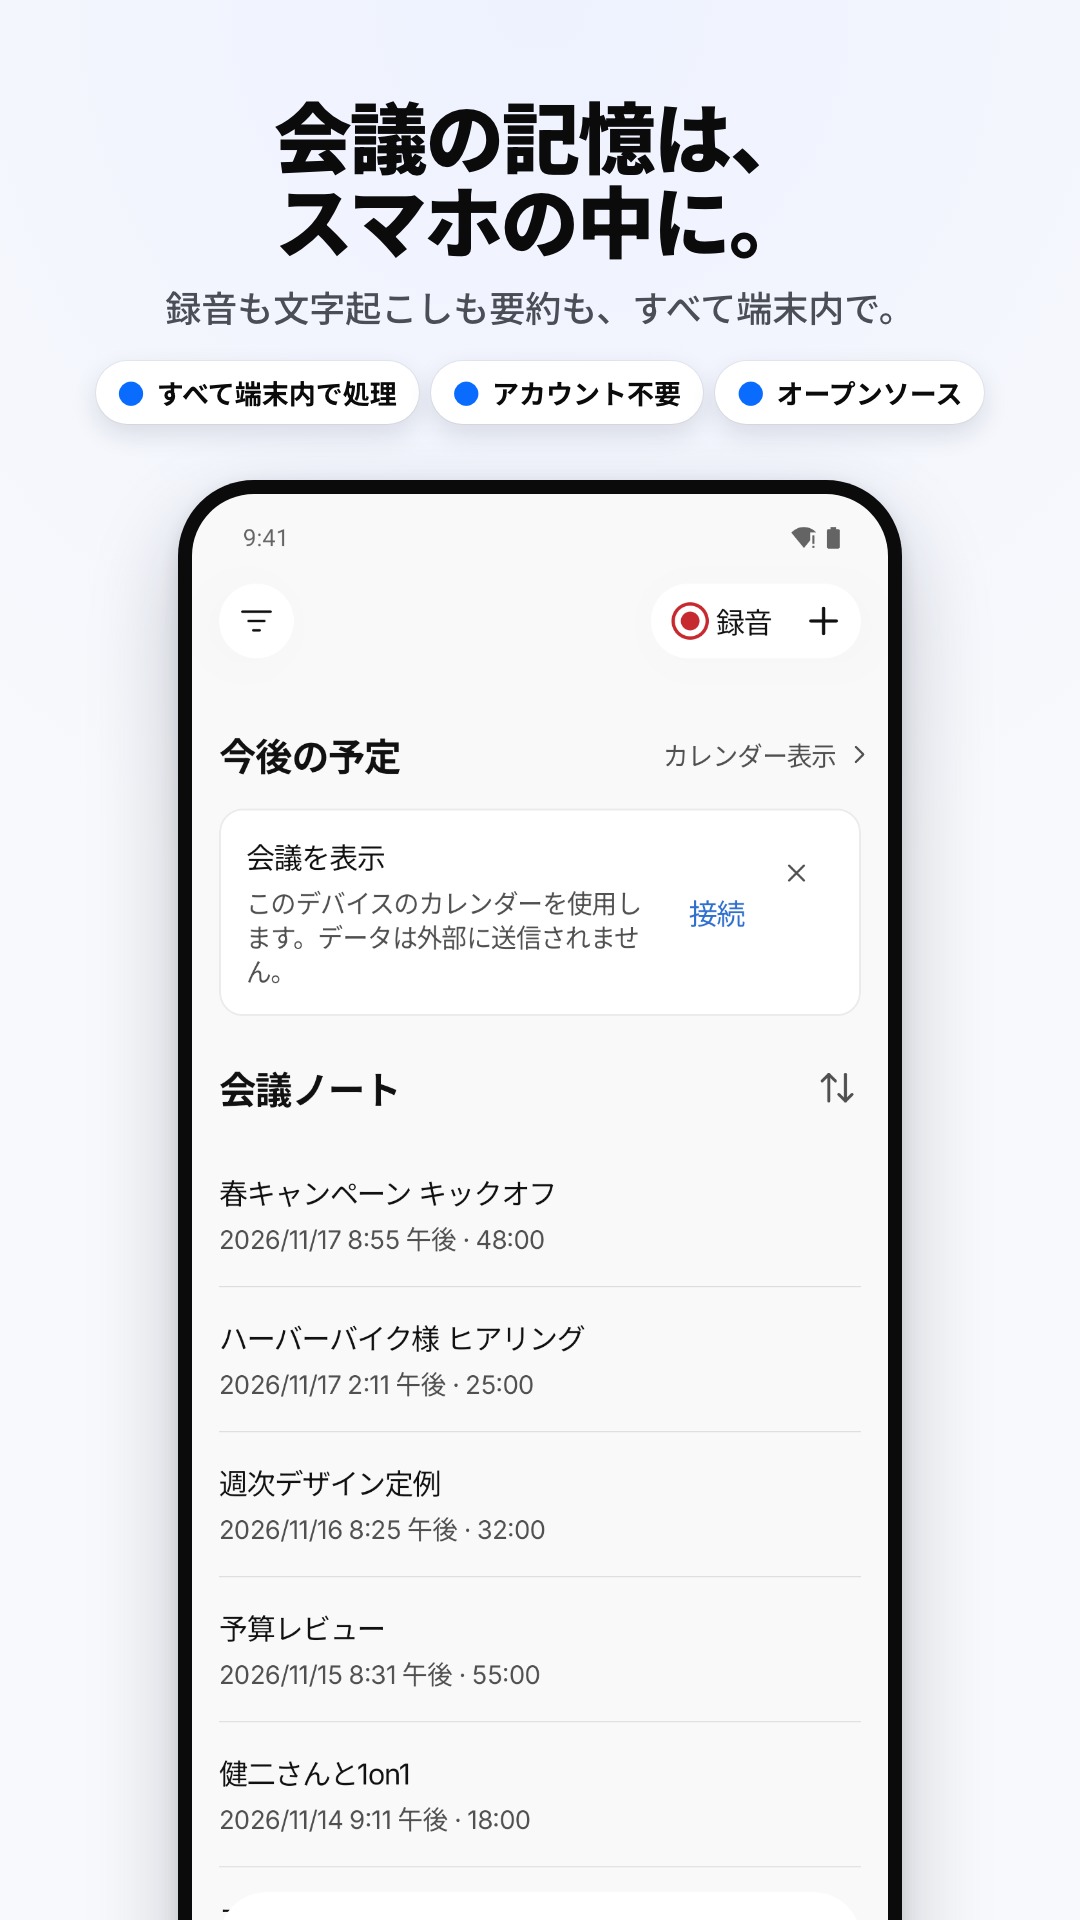 会議の記憶は、
スマホの中に。
録音も文字起こしも要約も、すべて端末内で。
すべて端末内で処理 アカウント不要 オープンソース
9:41
録音
今後の予定 カレンダー表示
会議を表示
このデバイスのカレンダーを使用し
ます。データは外部に送信されませ
ん。
接続
会議ノート
春キャンペーン キックオフ
2026/11/17 8:55 午後 · 48:00
ハーバーバイク様 ヒアリング
2026/11/17 2:11 午後 · 25:00
週次デザイン定例
2026/11/16 8:25 午後 · 32:00
予算レビュー
2026/11/15 8:31 午後 · 55:00
健二さんと1on1
2026/11/14 9:11 午後 · 18:00